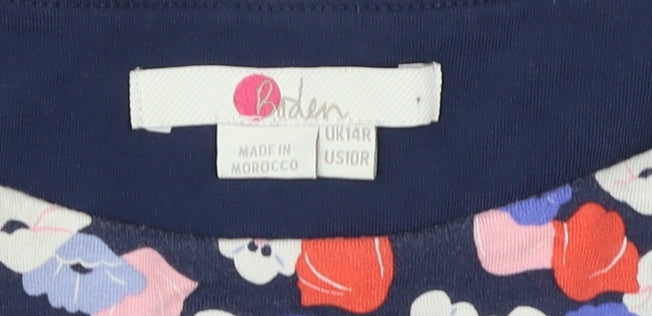 Boden
MADE IN
MOROCCO
UK14R
US10R